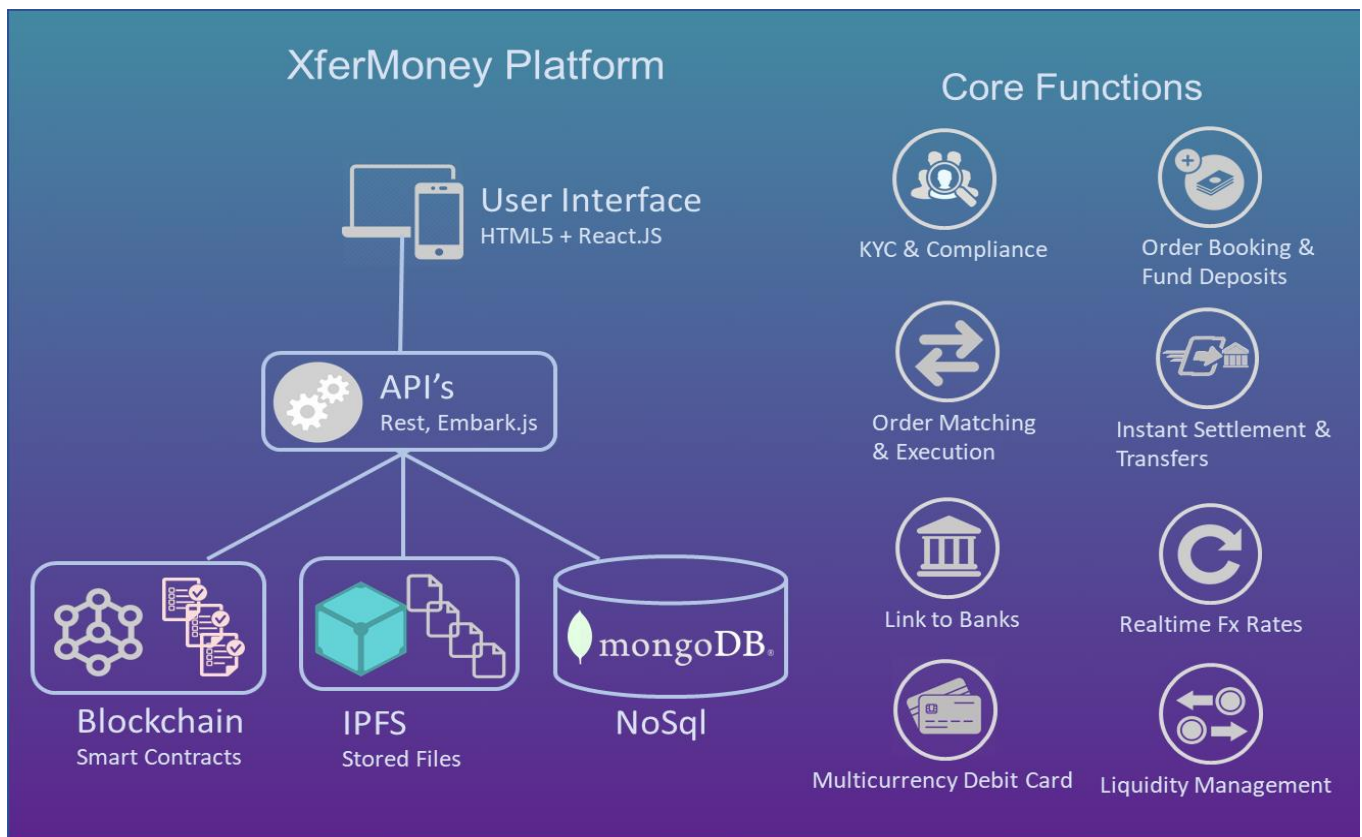 XferMoney Platform
User Interface
HTML5 + React.JS
API's
Rest, Embark.js
mongoDB®
Blockchain
Smart Contracts
IPFS
Stored Files
NoSql
Core Functions
KYC & Compliance
Order Booking &
Fund Deposits
Order Matching
& Execution
Instant Settlement &
Transfers
Link to Banks
Realtime Fx Rates
Multicurrency Debit Card
Liquidity Management